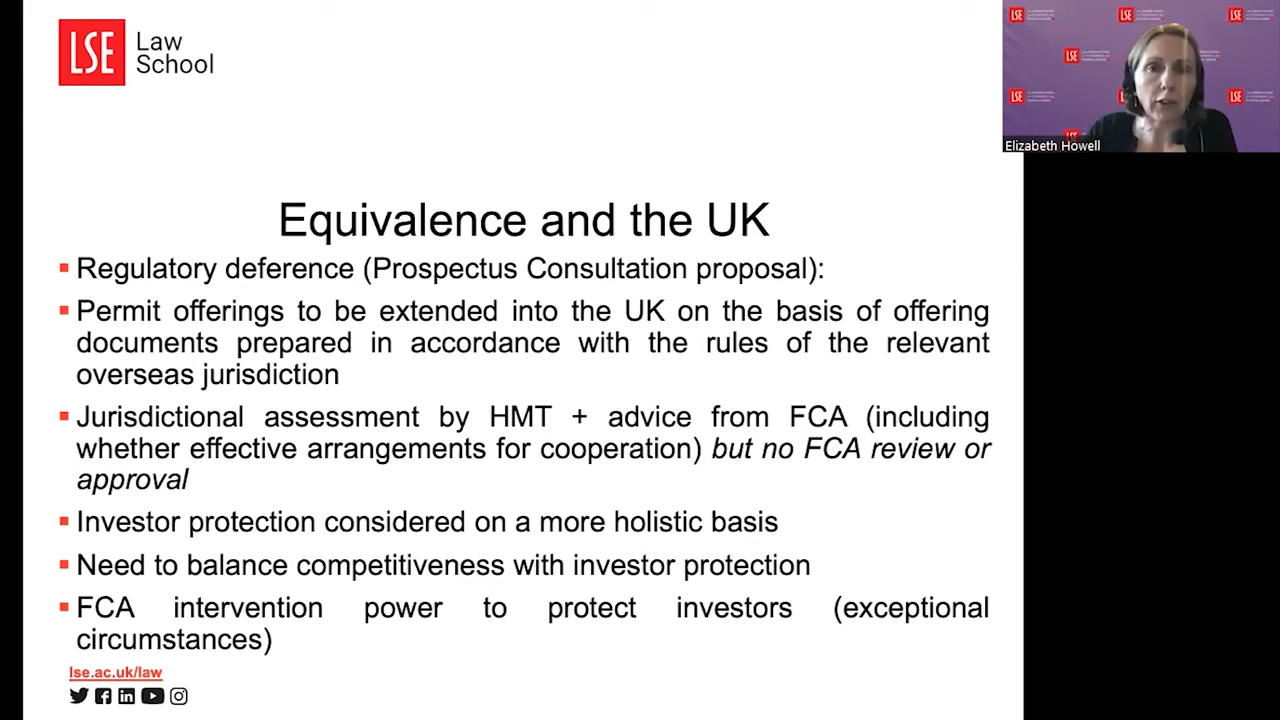 LSE
Law
School
Elizabeth Howell
Equivalence and the UK
Regulatory deference (Prospectus Consultation proposal):
Permit offerings to be extended into the UK on the basis of offering
documents prepared in accordance with the rules of the relevant
overseas jurisdiction
Jurisdictional assessment by HMT + advice from FCA (including
whether effective arrangements for cooperation) but no FCA review or
approval
Investor protection considered on a more holistic basis
Need to balance competitiveness with investor protection
FCA intervention power to protect investors (exceptional
circumstances)
lse.ac.uk/law